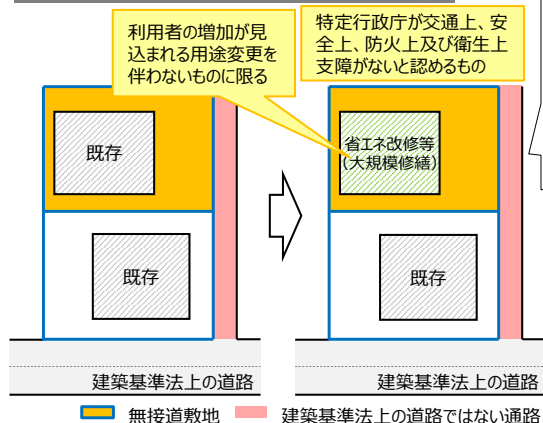 利用者の増加が見
込まれる用途変更を
伴わないものに限る
特定行政庁が交通上、安
全上、防火上及び衛生上
支障がないと認めるもの
既存
既存
建築基準法上の道路
省エネ改修等
(大規模修繕)
既存
建築基準法上の道路
無接道敷地
建築基準法上の道路ではない通路